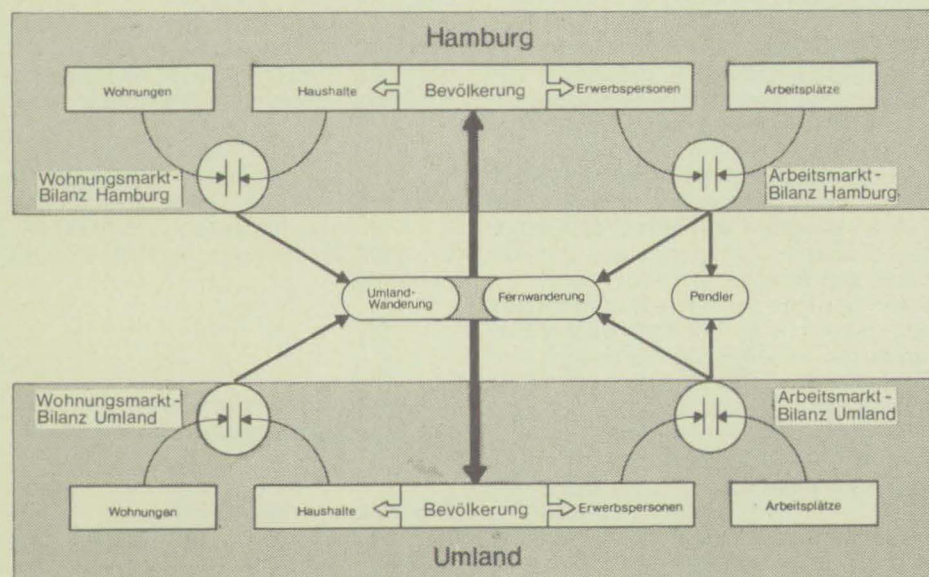 Hamburg
Wohnungen
Haushalte
Bevölkerung
Erwerbspersonen
Arbeitsplätze
Wohnungsmarkt-
Bilanz Hamburg
Arbeitsmarkt-
Bilanz Hamburg
Umland-
Wanderung
Fernwanderung
Pendler
Wohnungsmarkt-
Bilanz Umland
Arbeitsmarkt-
Bilanz Umland
Wohnungen
Haushalte
Bevölkerung
Erwerbspersonen
Arbeitsplätze
Umland